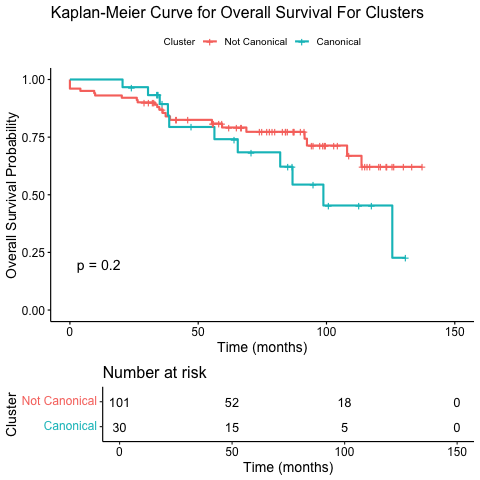 Kaplan-Meier Curve for Overall Survival For Clusters
Cluster Not Canonical Canonical
Overall Survival Probability
1.00
0.75
0.50
0.25
0.00
p = 0.2
0 50 100 150
Time (months)
Number at risk
Cluster
Not Canonical 101 52 18 0
Canonical 30 15 5 0
0 50 100 150
Time (months)